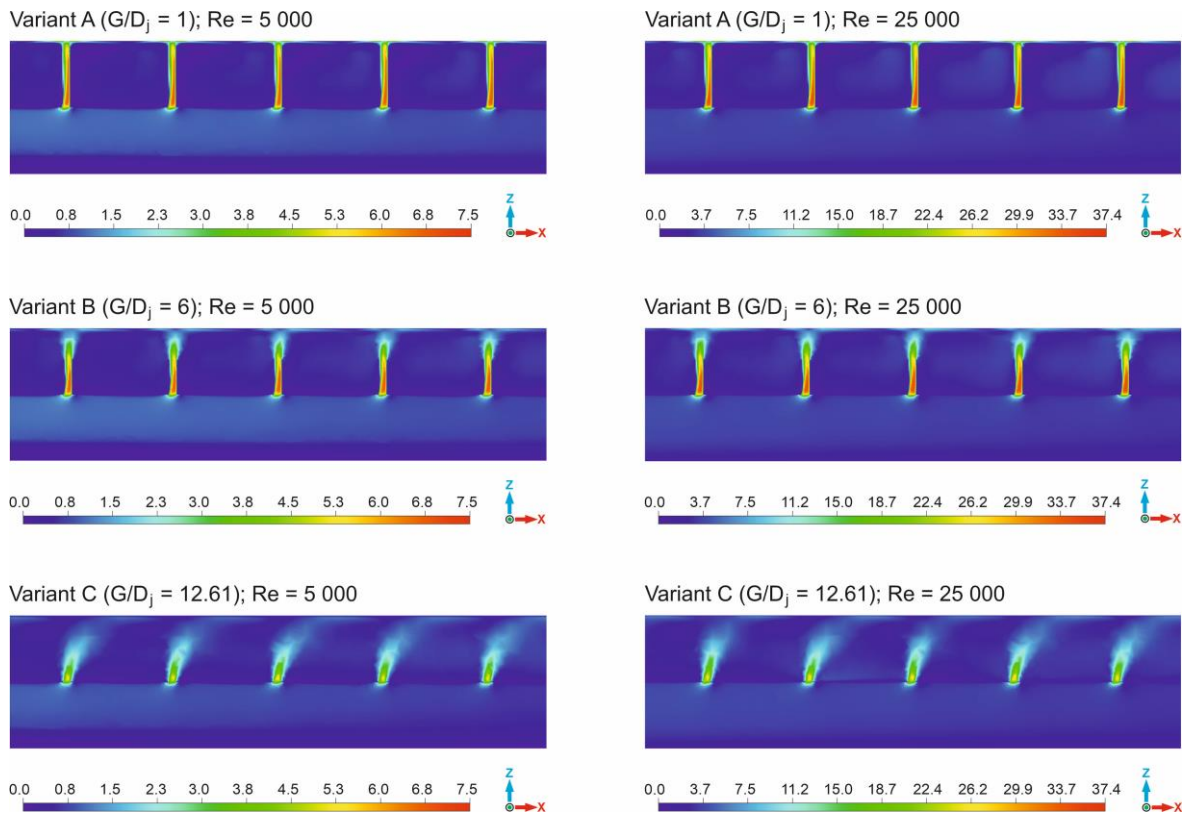 Variant A (G/Dj = 1); Re = 5 000
Variant A (G/Dj = 1); Re = 25 000
0.0 0.8 1.5 2.3 3.0 3.8 4.5 5.3 6.0 6.8 7.5
Z
X
0.0 3.7 7.5 11.2 15.0 18.7 22.4 26.2 29.9 33.7 37.4
Z
X
Variant B (G/Dj = 6); Re = 5 000
Variant B (G/Dj = 6); Re = 25 000
0.0 0.8 1.5 2.3 3.0 3.8 4.5 5.3 6.0 6.8 7.5
Z
X
0.0 3.7 7.5 11.2 15.0 18.7 22.4 26.2 29.9 33.7 37.4
Z
X
Variant C (G/Dj = 12.61); Re = 5 000
Variant C (G/Dj = 12.61); Re = 25 000
0.0 0.8 1.5 2.3 3.0 3.8 4.5 5.3 6.0 6.8 7.5
Z
X
0.0 3.7 7.5 11.2 15.0 18.7 22.4 26.2 29.9 33.7 37.4
Z
X